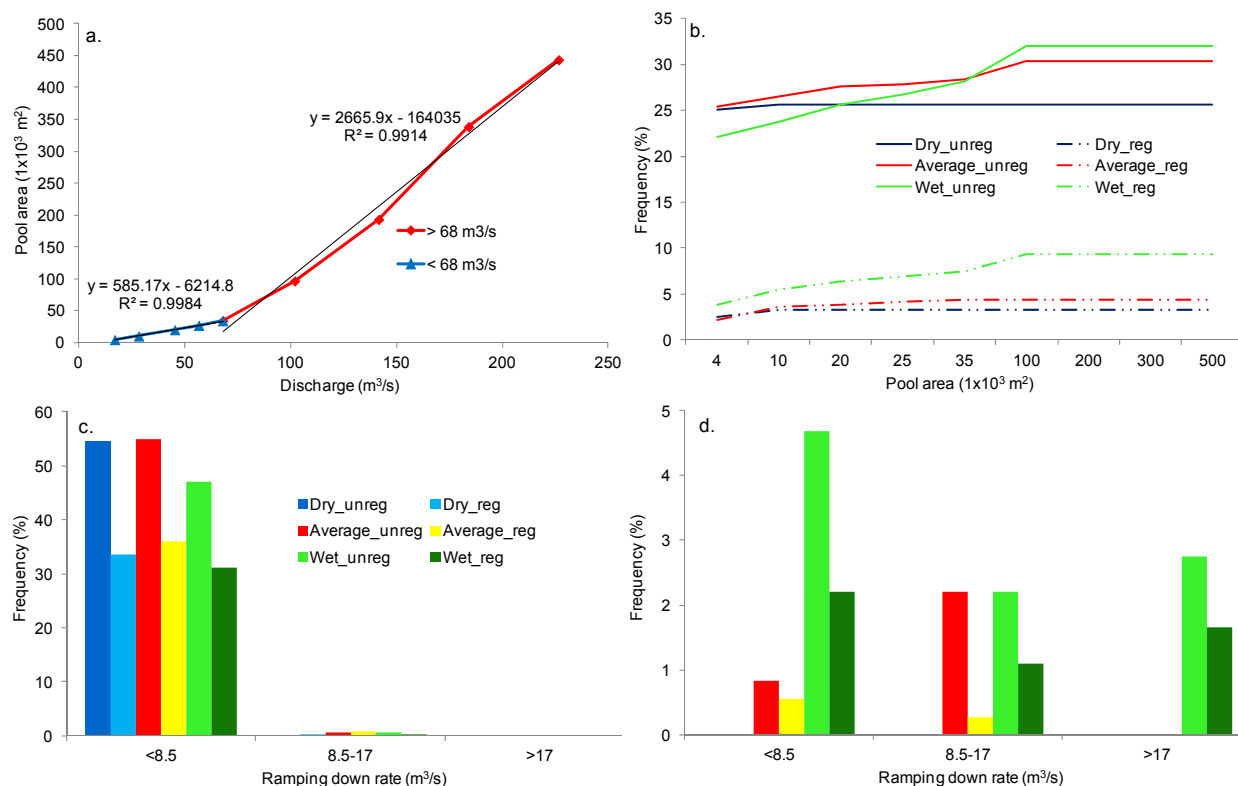 a.
500
450
400
350
300
250
200
150
100
50
0
Pool area (1x10³ m²)
y = 2665.9x - 164035
R² = 0.9914
> 68 m3/s
< 68 m3/s
y = 585.17x - 6214.8
R² = 0.9984
0 50 100 150 200 250
Discharge (m³/s)
b.
35
30
25
20
15
10
5
0
Frequency (%)
Dry_unreg Dry_reg
Average_unreg Average_reg
Wet_unreg Wet_reg
4 10 20 25 35 100 200 300 500
Pool area (1x10³ m²)
c.
60
50
40
30
20
10
0
Frequency (%)
Dry_unreg Dry_reg
Average_unreg Average_reg
Wet_unreg Wet_reg
<8.5 8.5-17 >17
Ramping down rate (m³/s)
d.
5
4
3
2
1
0
Frequency (%)
<8.5 8.5-17 >17
Ramping down rate (m³/s)